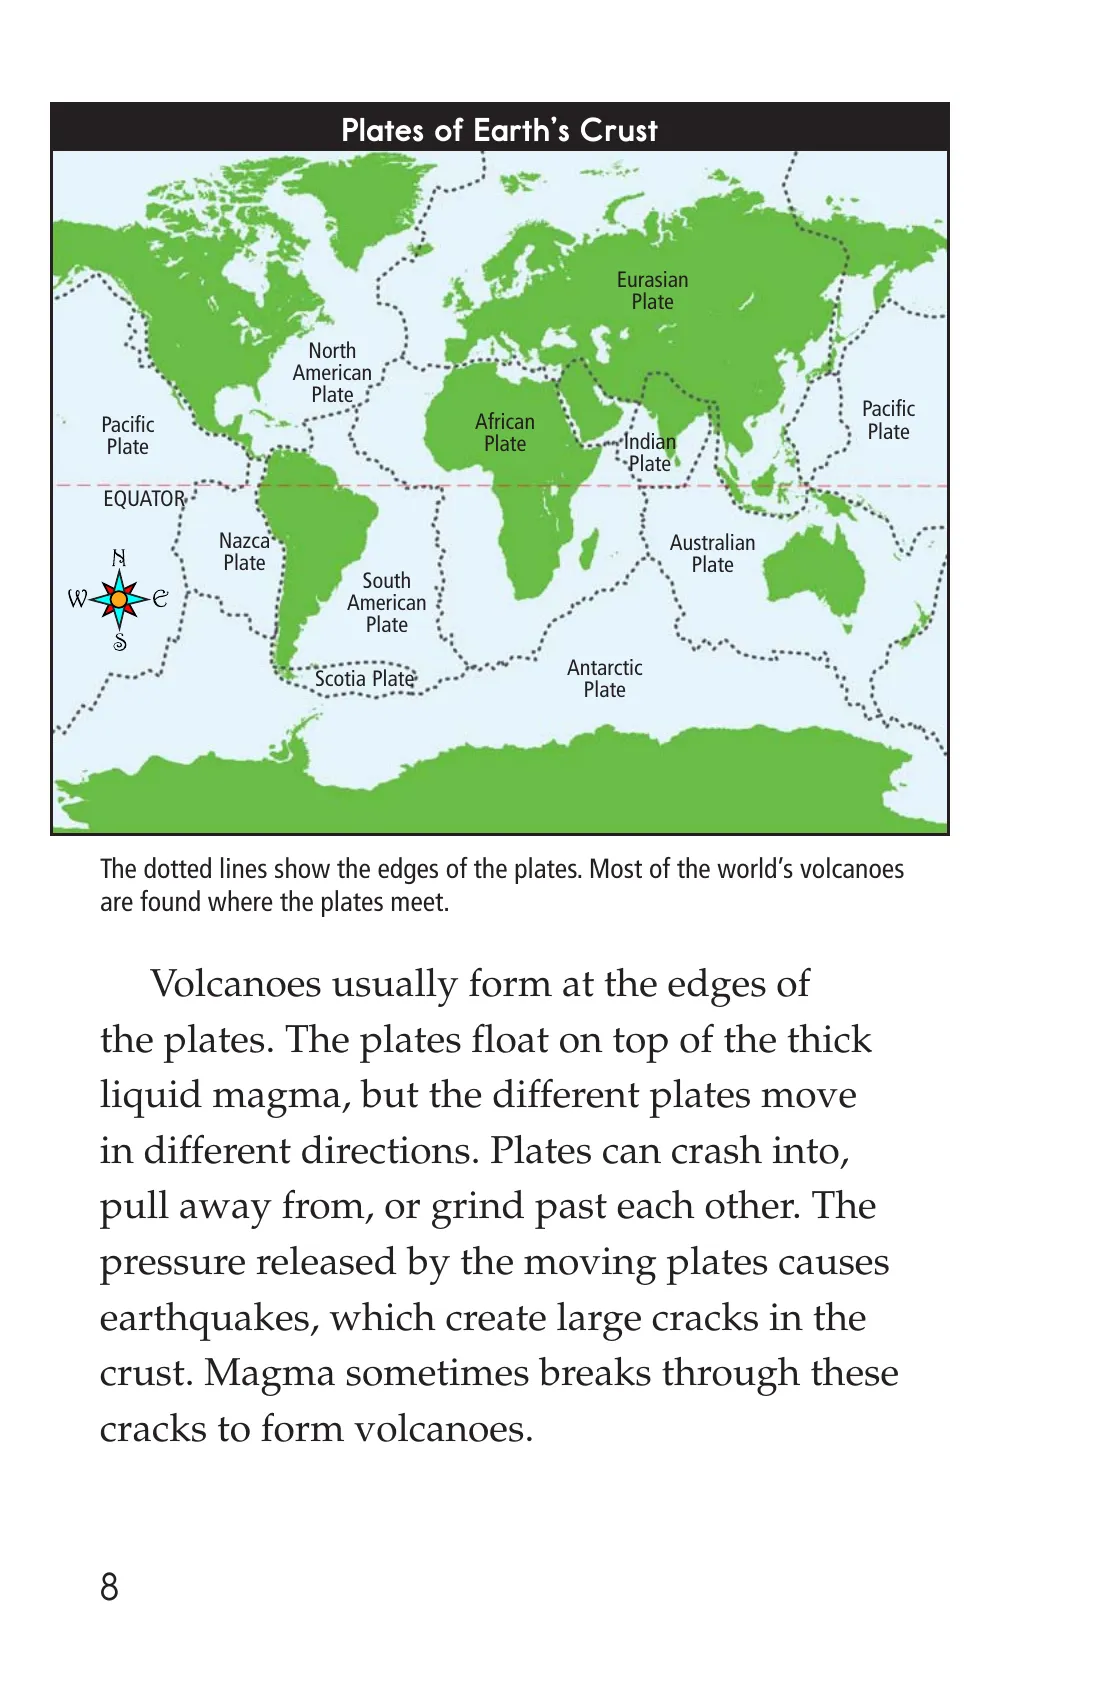 Plates of Earth’s Crust
Eurasian
Plate
North
American
Plate
Pacific
Plate
African
Plate
Indian
Plate
Pacific
Plate
EQUATOR
Nazca
Plate
Australian
Plate
South
American
Plate
N
W E
S
Scotia Plate
Antarctic
Plate
The dotted lines show the edges of the plates. Most of the world’s volcanoes
are found where the plates meet.
Volcanoes usually form at the edges of
the plates. The plates float on top of the thick
liquid magma, but the different plates move
in different directions. Plates can crash into,
pull away from, or grind past each other. The
pressure released by the moving plates causes
earthquakes, which create large cracks in the
crust. Magma sometimes breaks through these
cracks to form volcanoes.
8